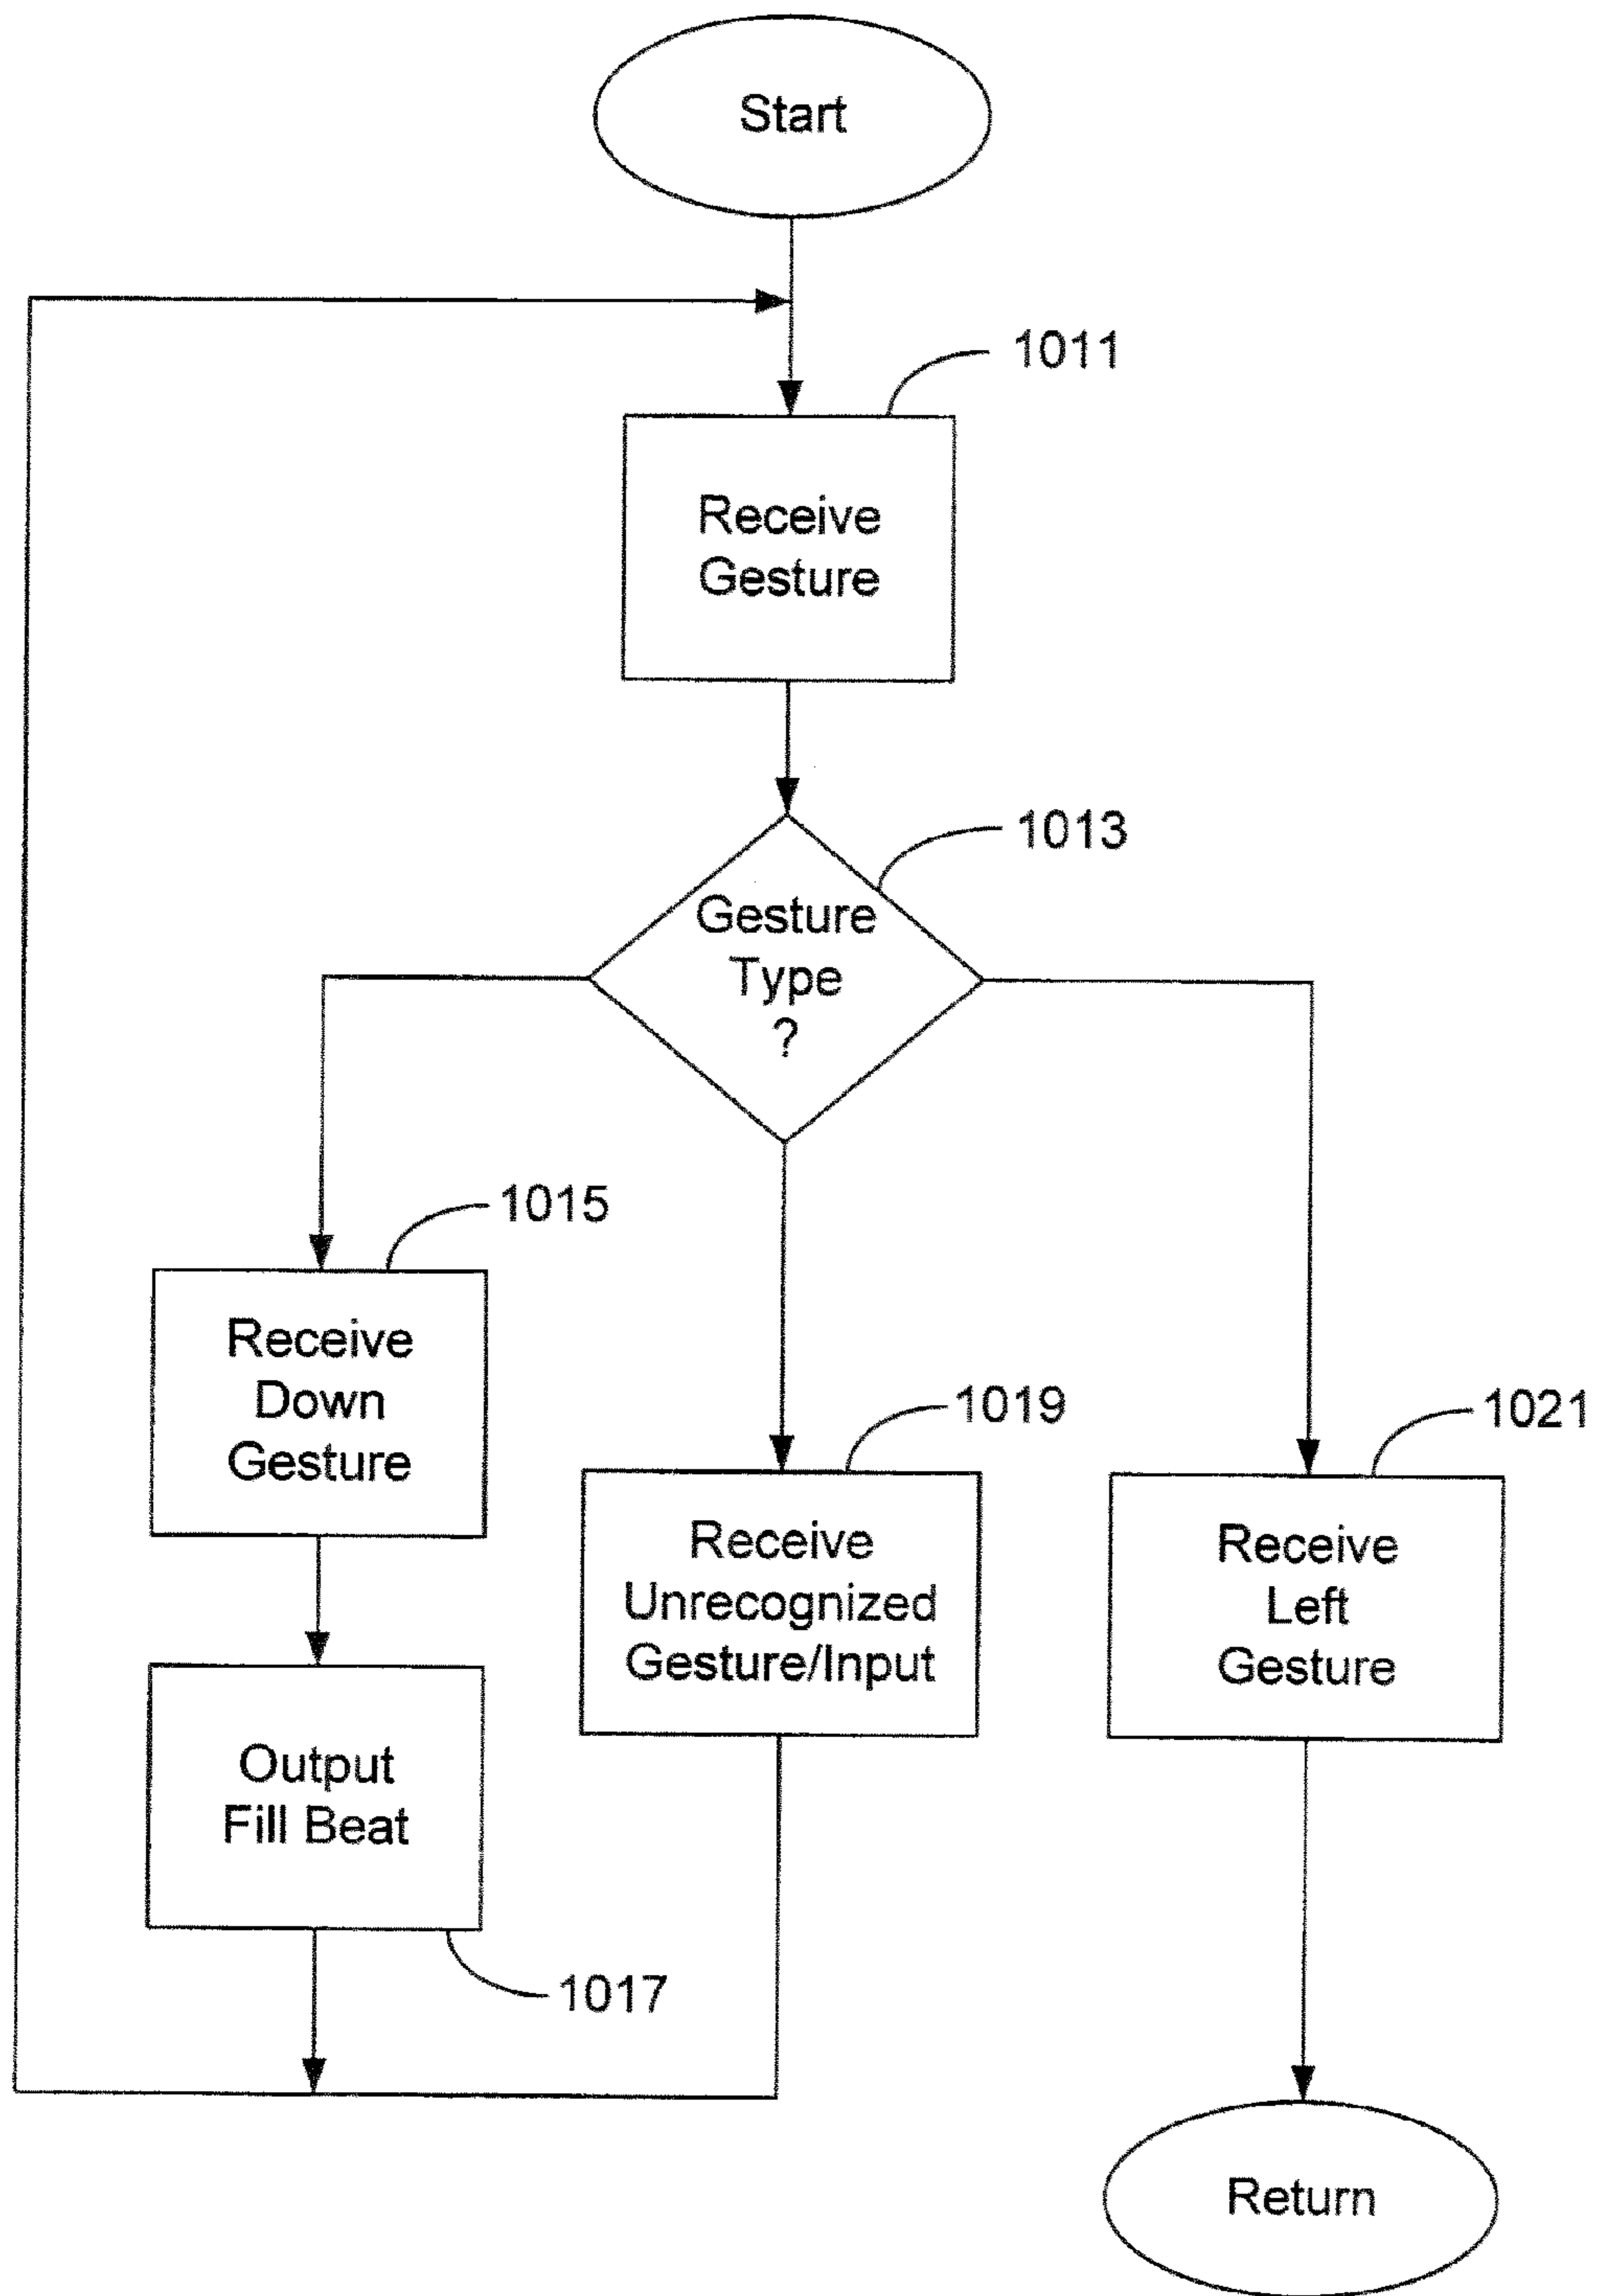 Start
1011
Receive
Gesture
1013
Gesture
Type
?
1015
Receive
Down
Gesture
1019
Receive
Unrecognized
Gesture/Input
1021
Receive
Left
Gesture
Output
Fill Beat
1017
Return